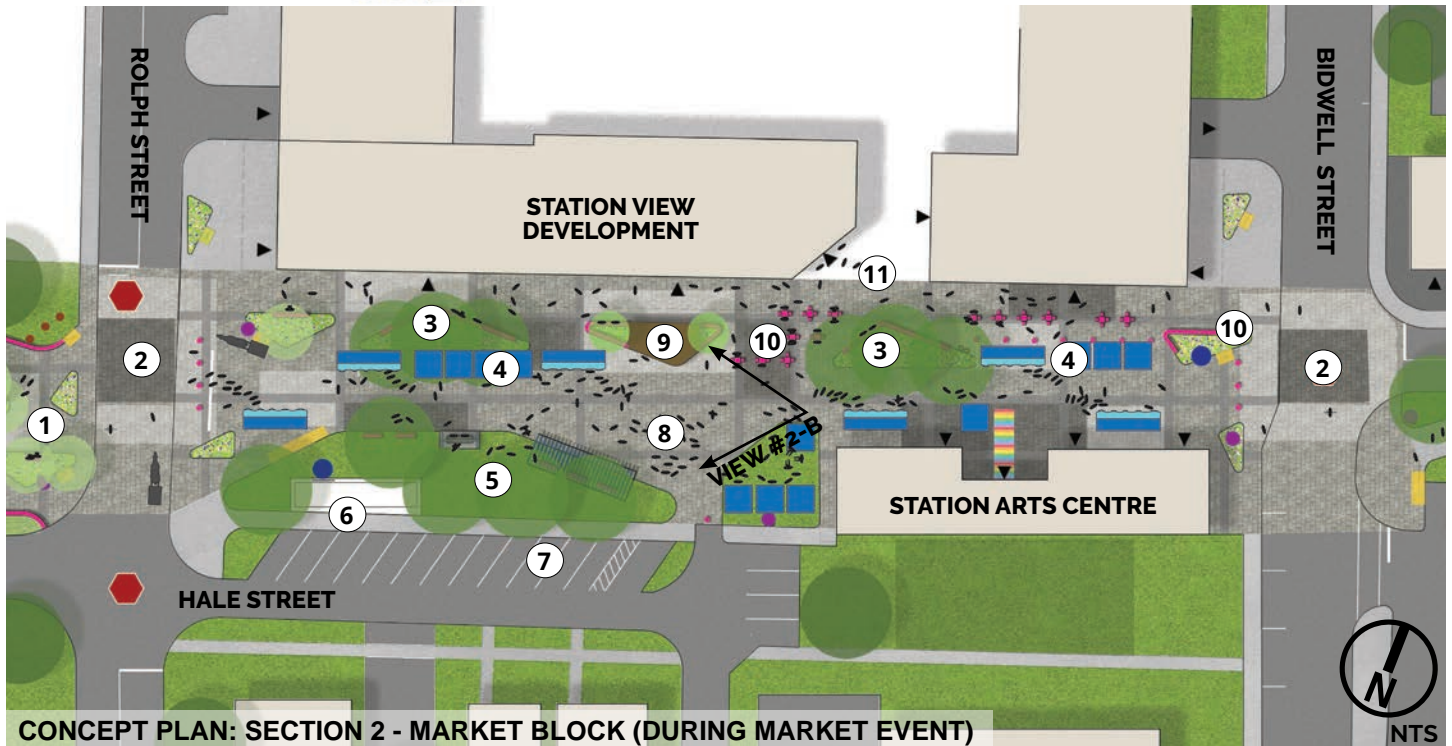 ROLPH STREET
BIDWELL STREET
STATION VIEW
DEVELOPMENT
11
3
9
10
3
10
2
4
4
2
1
8
VIEW #2-B
5
6
STATION ARTS CENTRE
7
HALE STREET
N
CONCEPT PLAN: SECTION 2 - MARKET BLOCK (DURING MARKET EVENT)
NTS